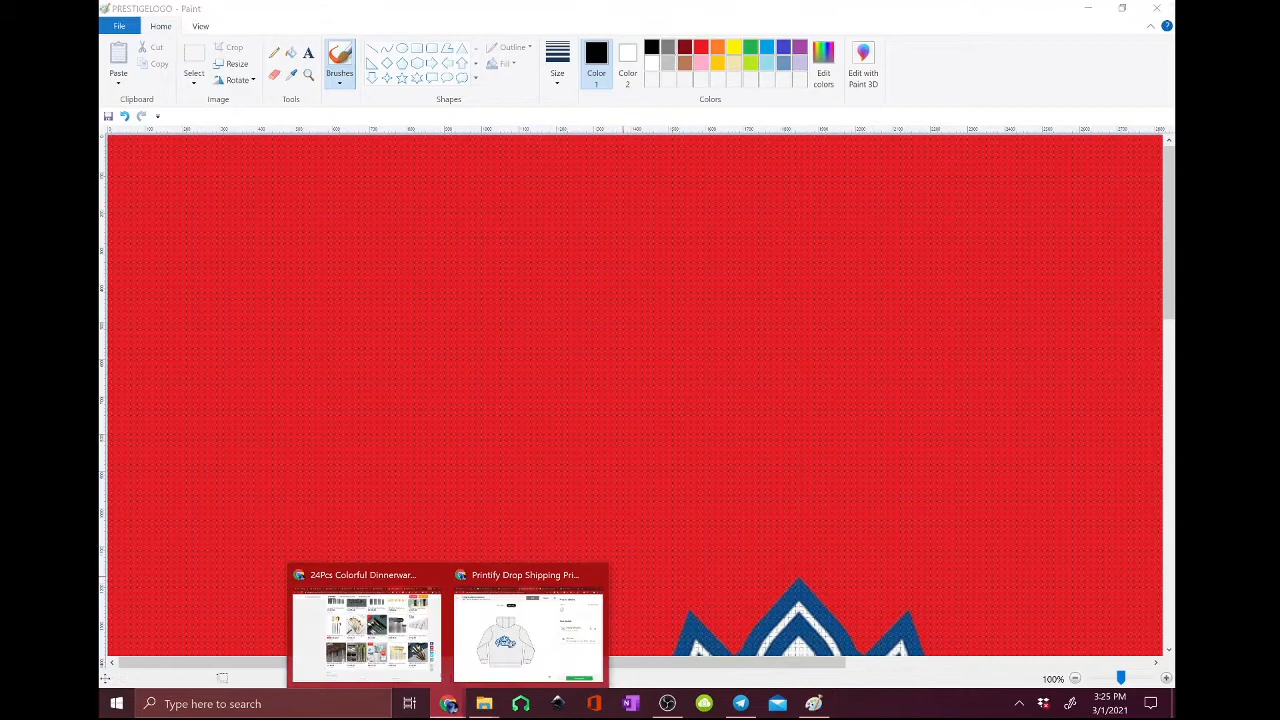 PRESTIGELOGO - Paint
File
Home
View
Paste
Cut
Copy
Clipboard
Select
Crop
Resize
Rotate
Image
Tools
Brushes
Shapes
Outline
Fill
Size
Color
1
Color
2
Edit
colors
Colors
Edit with
Paint 3D
24Pcs Colorful Dinnerwar...
Printify Drop Shipping Pri...
100%
Type here to search
3:25 PM
3/1/2021